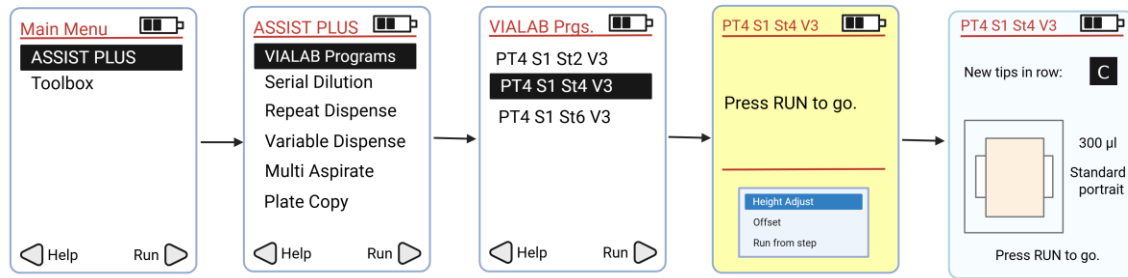 Main Menu
ASSIST PLUS
Toolbox
Help
Run
ASSIST PLUS
VIALAB Programs
Serial Dilution
Repeat Dispense
Variable Dispense
Multi Aspirate
Plate Copy
Help
Run
VIALAB Prgs.
PT4 S1 St2 V3
PT4 S1 St4 V3
PT4 S1 St6 V3
Help
Run
PT4 S1 St4 V3
Press RUN to go.
Height Adjust
Offset
Run from step
PT4 S1 St4 V3
New tips in row: C
300 µl
Standard
portrait
Press RUN to go.